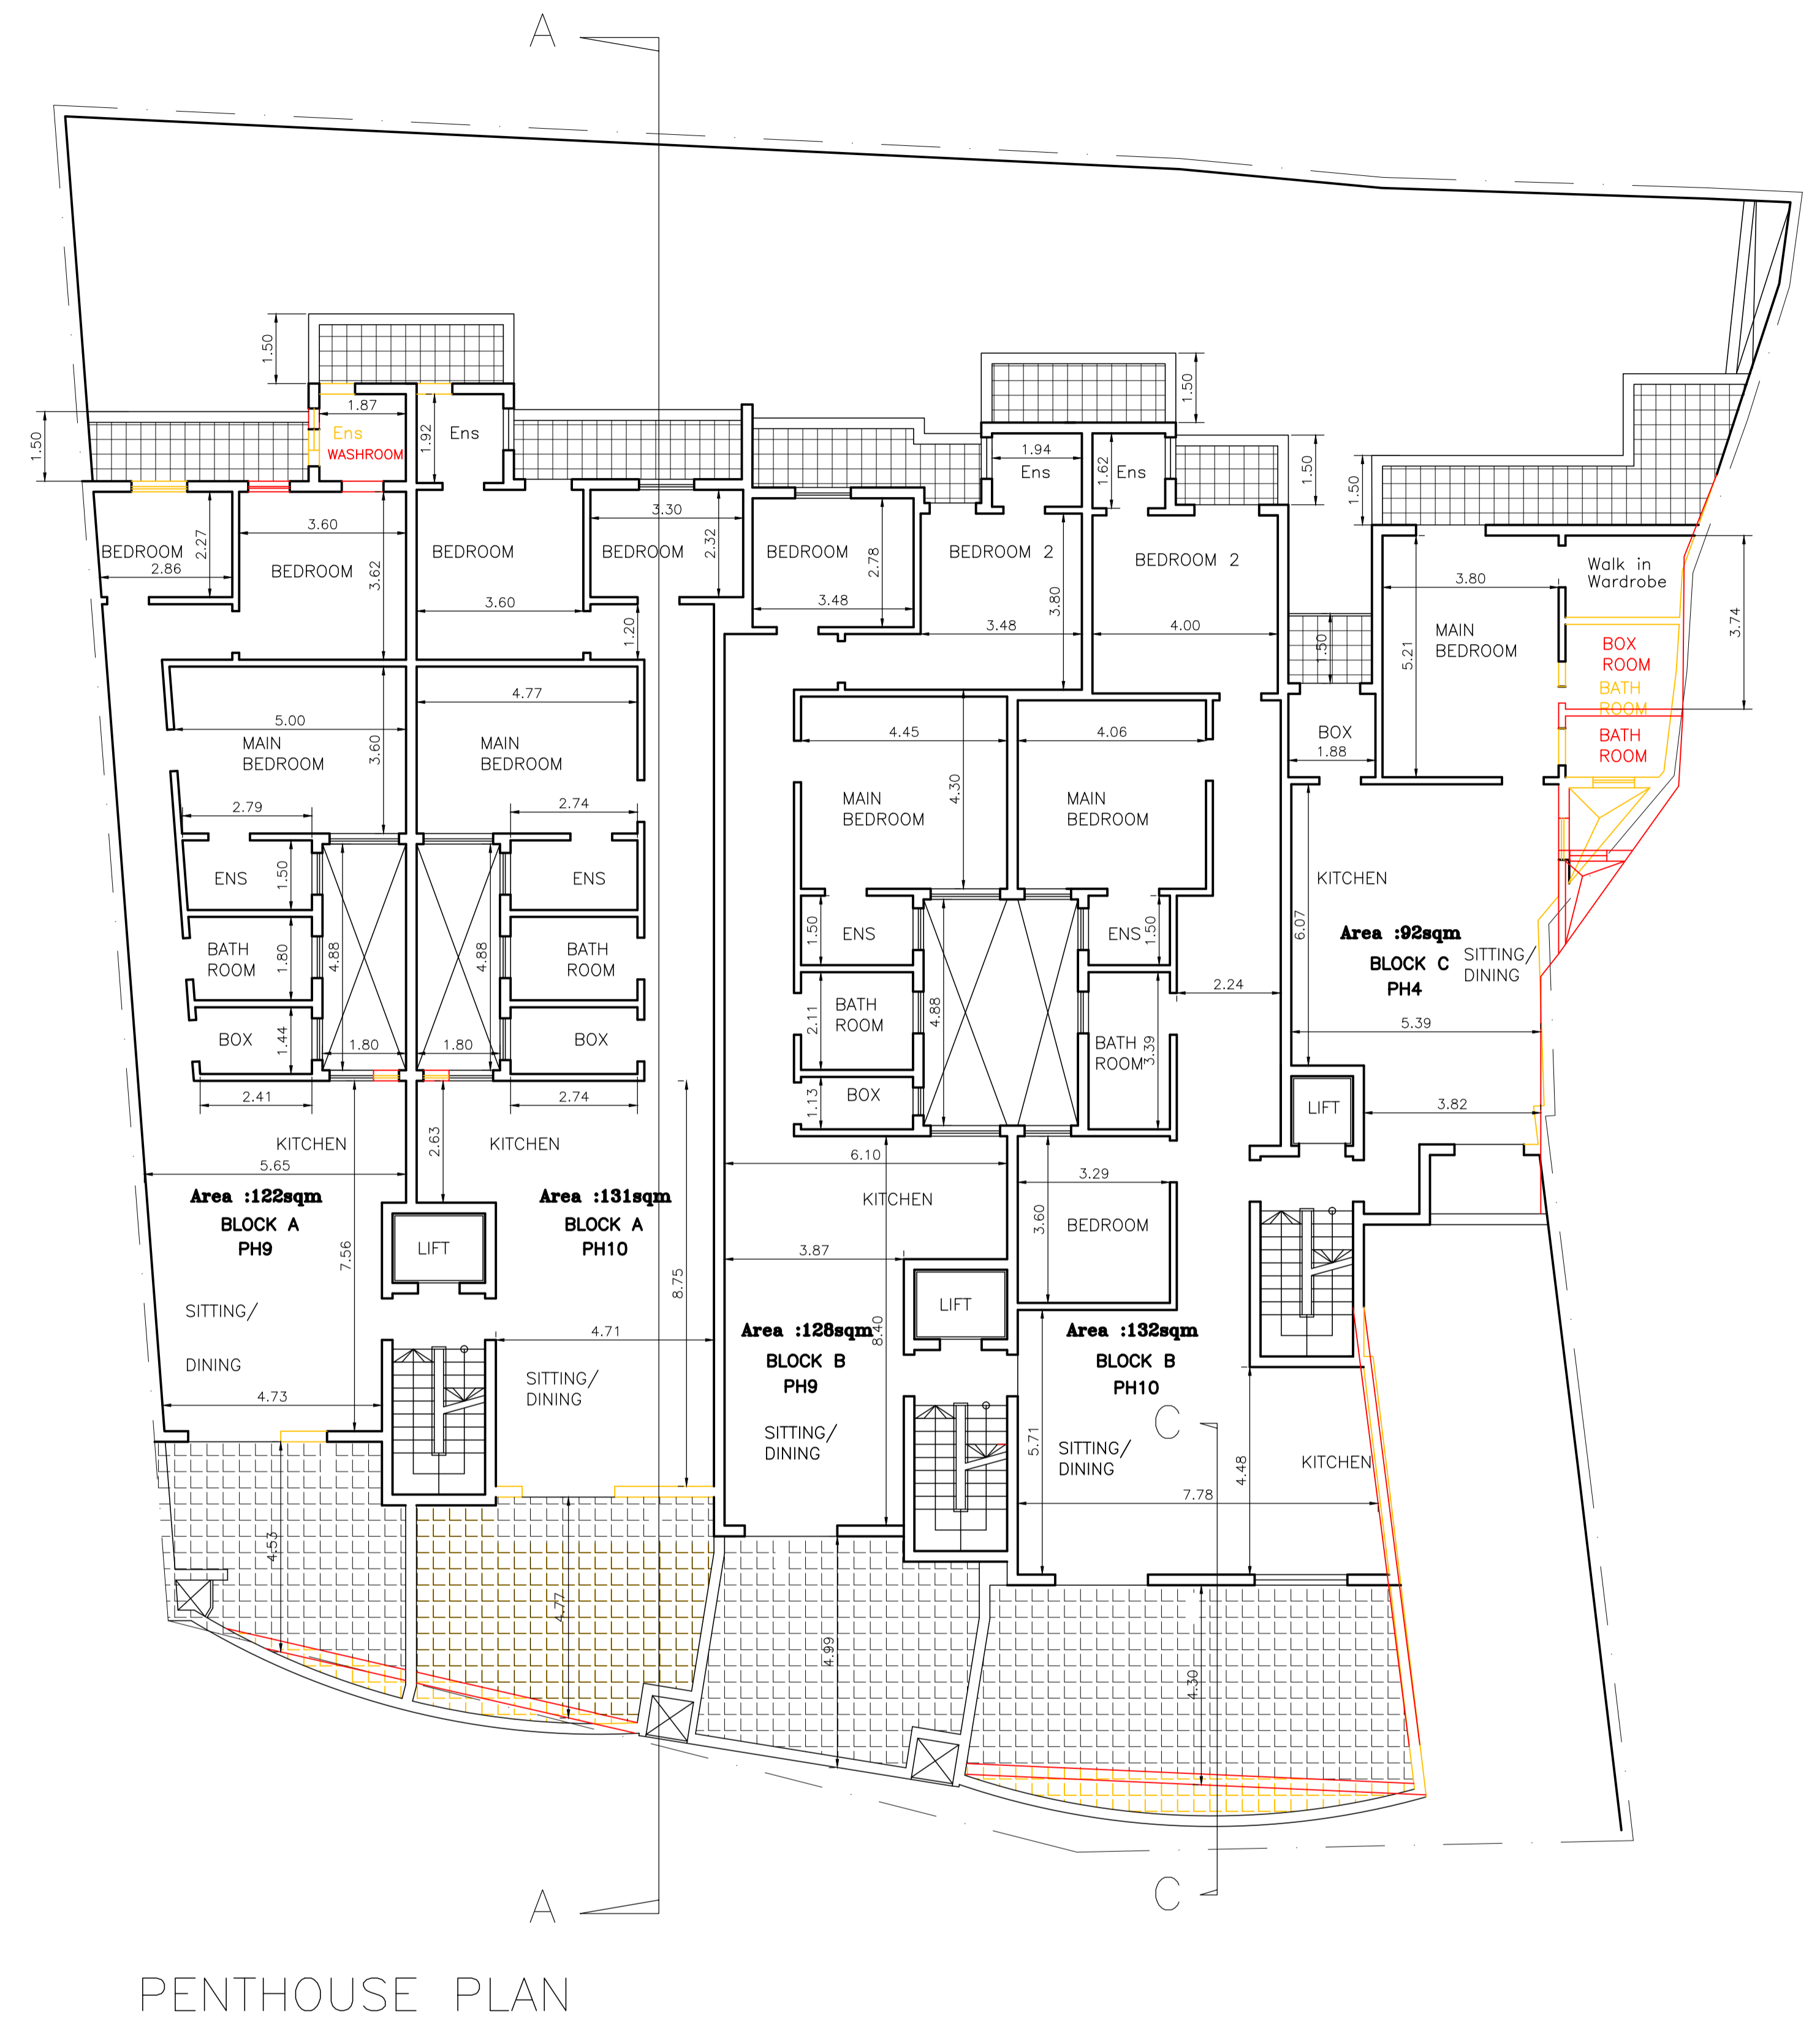 A
1.50
1.50
1.87
Ens
WASHROOM
1.92
Ens
1.50
1.94
Ens
1.62
Ens
1.50
1.50
1.50
BEDROOM
2.27
2.86
3.60
BEDROOM
3.62
BEDROOM
3.60
3.30
BEDROOM
2.32
1.20
BEDROOM
2.78
3.48
BEDROOM 2
3.80
3.48
BEDROOM 2
4.00
1.50
BOX
1.88
3.80
5.21
MAIN
BEDROOM
Walk in
Wardrobe
3.74
BOX
ROOM
BATH
ROOM
BATH
ROOM
5.00
MAIN
BEDROOM
3.60
4.77
MAIN
BEDROOM
2.79
2.74
4.45
MAIN
BEDROOM
4.30
4.06
MAIN
BEDROOM
ENS
1.50
BATH
ROOM
1.80
BOX
1.44
4.88
1.80
4.88
1.80
ENS
BATH
ROOM
BOX
2.41
2.74
1.50
ENS
2.11
BATH
ROOM
1.13
BOX
4.88
ENS
1.50
BATH
ROOM
3.39
2.24
KITCHEN
6.07
Area :92sqm
BLOCK C
PH4
SITTING/
DINING
5.39
LIFT
3.82
KITCHEN
5.65
Area :122sqm
BLOCK A
PH9
7.56
SITTING/
DINING
4.73
2.63
KITCHEN
Area :131sqm
BLOCK A
PH10
LIFT
8.75
4.71
SITTING/
DINING
6.10
KITCHEN
3.87
LIFT
Area :128sqm
8.40
BLOCK B
PH9
SITTING/
DINING
3.29
3.60
BEDROOM
Area :132sqm
BLOCK B
PH10
C
5.71
SITTING/
DINING
4.48
KITCHEN
7.78
4.53
4.77
4.99
4.30
A
C
PENTHOUSE PLAN